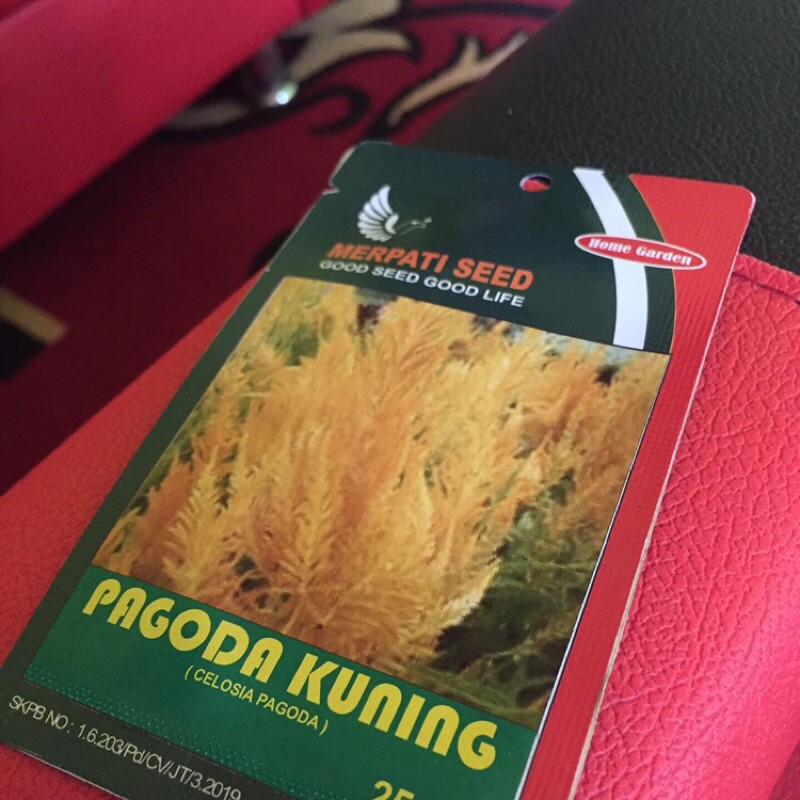 MERPATI SEED
GOOD SEED GOOD LIFE
Home Garden
PAGODA KUNING
( CELOSIA PAGODA )
SKPB NO : 1.6.203/Pd/CV/JT/3.2019
25